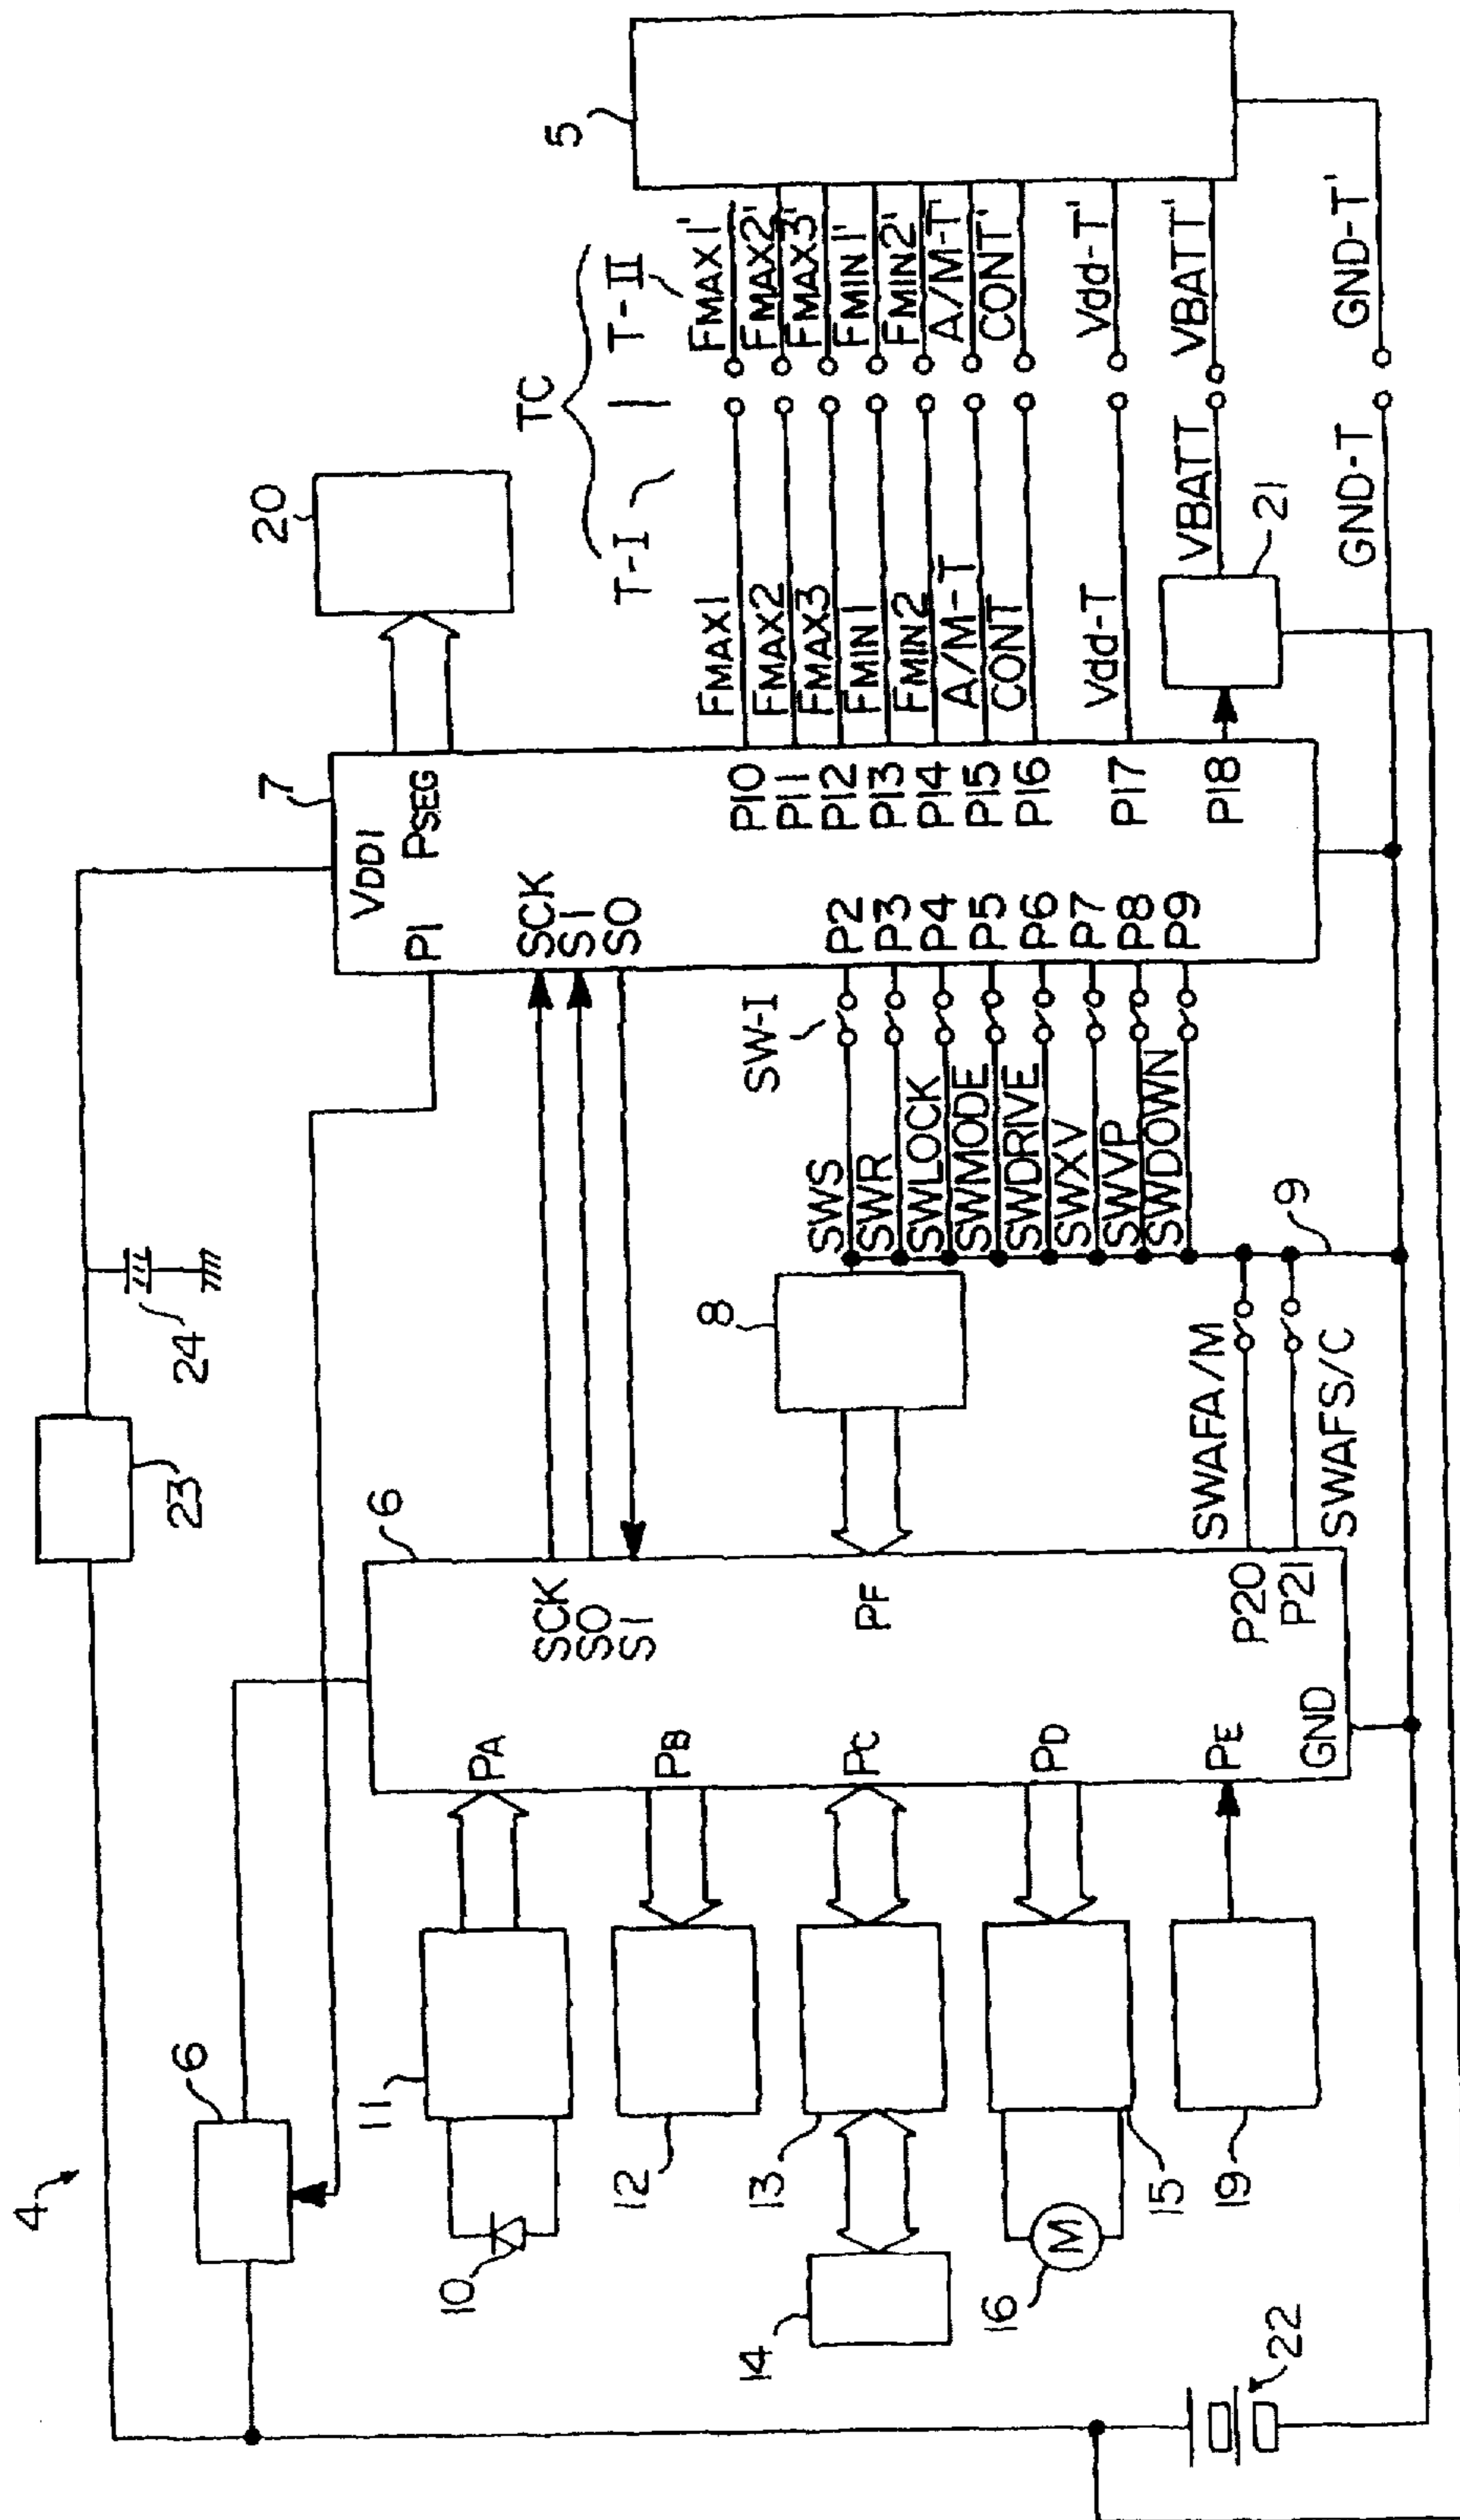 4
6
23
24
7
20
5
TC
T-I
T-II
VDD1
P1
PSEG
SCK
SI
SO
P2
P3
P4
P5
P6
P7
P8
P9
P10
P11
P12
P13
P14
P15
P16
P17
P18
FMAX1
FMAX2
FMAX3
FMIN1
FMIN2
A/M-T
CONT
Vdd-T
VBATT
GND-T
FMAX1'
FMAX2'
FMAX3'
FMIN1'
FMIN2'
A/M-T'
CONT'
Vdd-T'
VBATT'
GND-T'
21
SW-I
SWS
SWR
SWLOCK
SWMODE
SWDRIVE
SWXV
SWVP
SWDOWN
9
8
6
SCK
SO
SI
PF
P20
P21
SWAFA/M
SWAFS/C
PA
PB
PC
PD
PE
GND
11
10
12
13
14
15
16
M
19
22